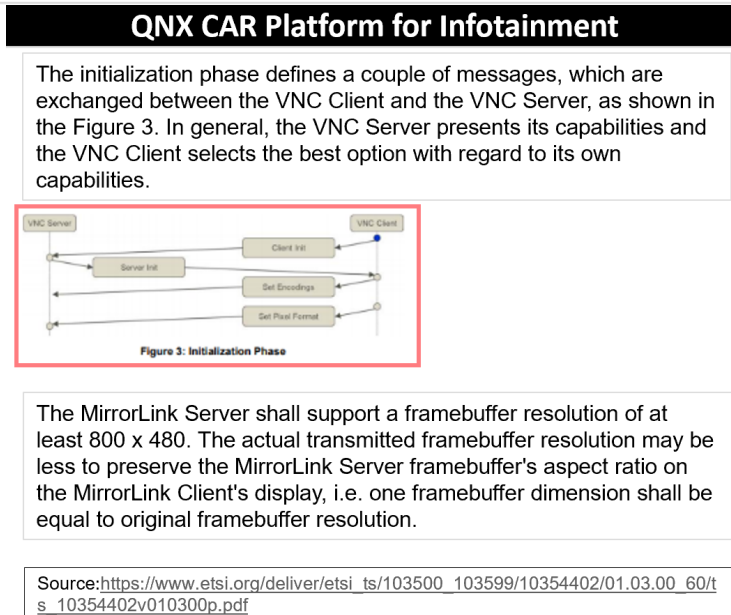 QNX CAR Platform for Infotainment
The initialization phase defines a couple of messages, which are
exchanged between the VNC Client and the VNC Server, as shown in
the Figure 3. In general, the VNC Server presents its capabilities and
the VNC Client selects the best option with regard to its own
capabilities.
VNC Server
VNC Client
Client Init
Server Init
Set Encodings
Set Pixel Format
Figure 3: Initialization Phase
The MirrorLink Server shall support a framebuffer resolution of at
least 800 x 480. The actual transmitted framebuffer resolution may be
less to preserve the MirrorLink Server framebuffer's aspect ratio on
the MirrorLink Client's display, i.e. one framebuffer dimension shall be
equal to original framebuffer resolution.
Source:https://www.etsi.org/deliver/etsi_ts/103500_103599/10354402/01.03.00_60/t
s_10354402v010300p.pdf